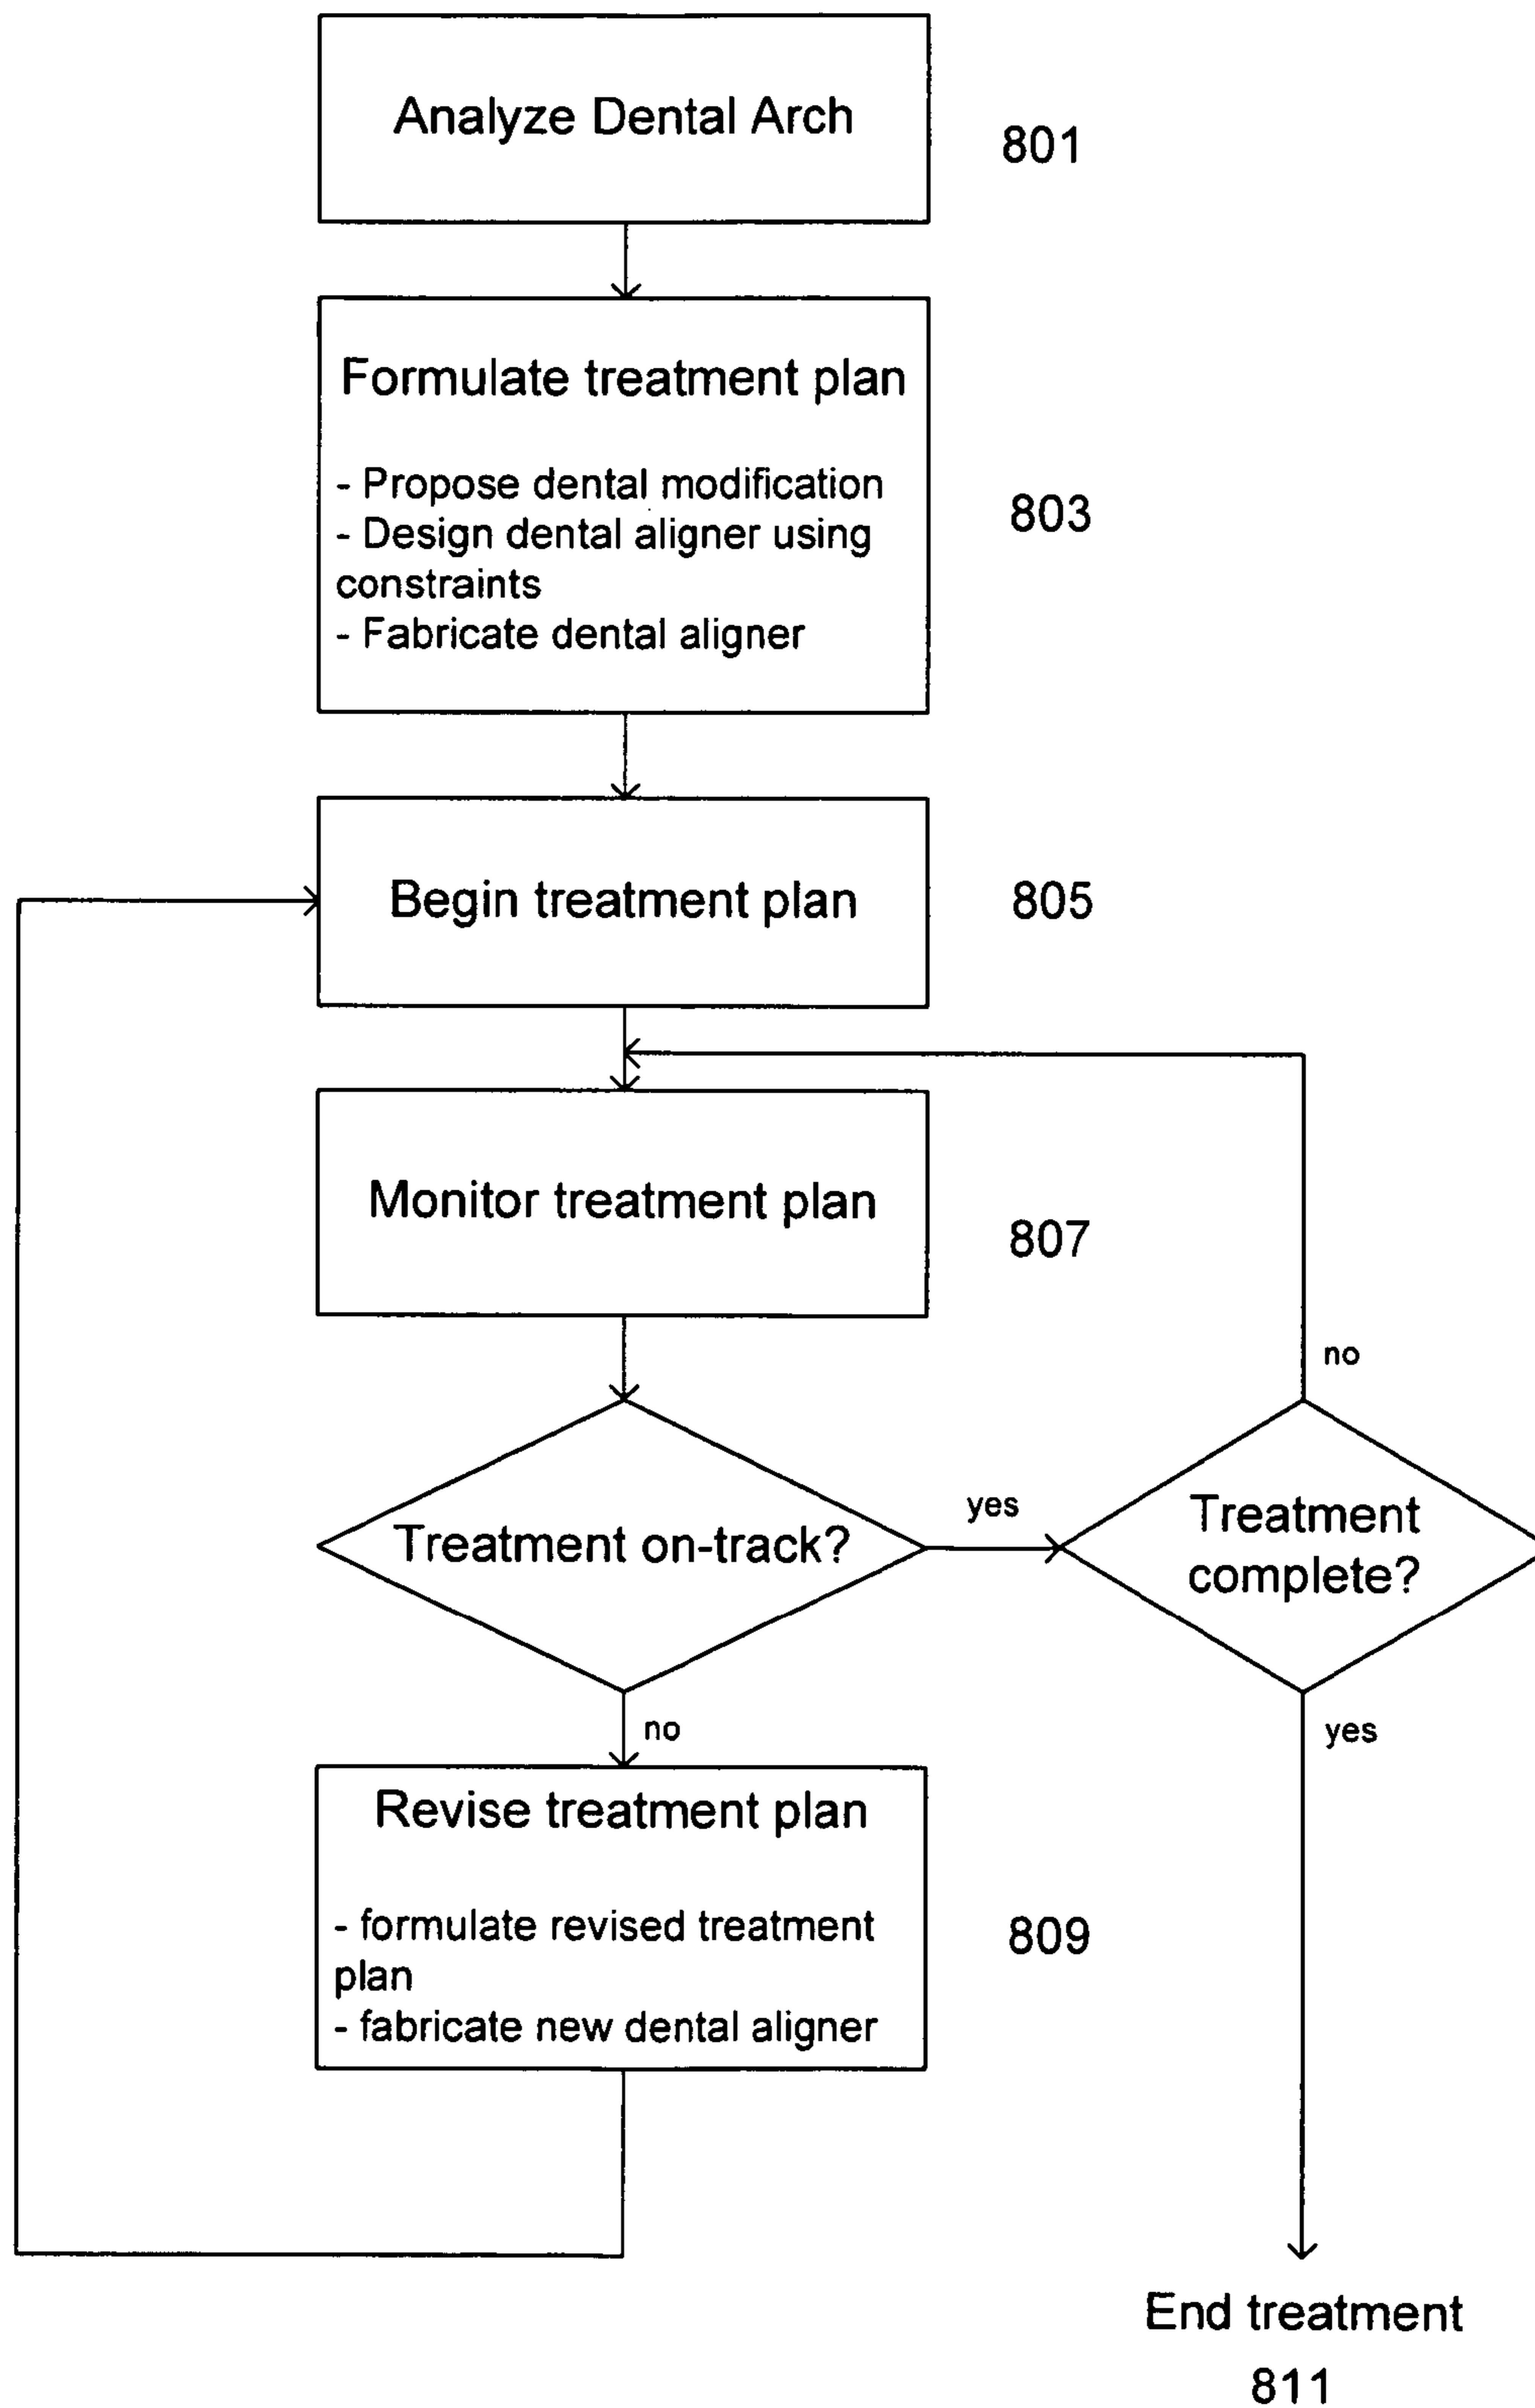 Analyze Dental Arch
801
Formulate treatment plan
- Propose dental modification
- Design dental aligner using
constraints
- Fabricate dental aligner
803
Begin treatment plan
805
Monitor treatment plan
807
no
Treatment on-track?
yes
Treatment
complete?
no
yes
Revise treatment plan
- formulate revised treatment
plan
- fabricate new dental aligner
809
End treatment
811